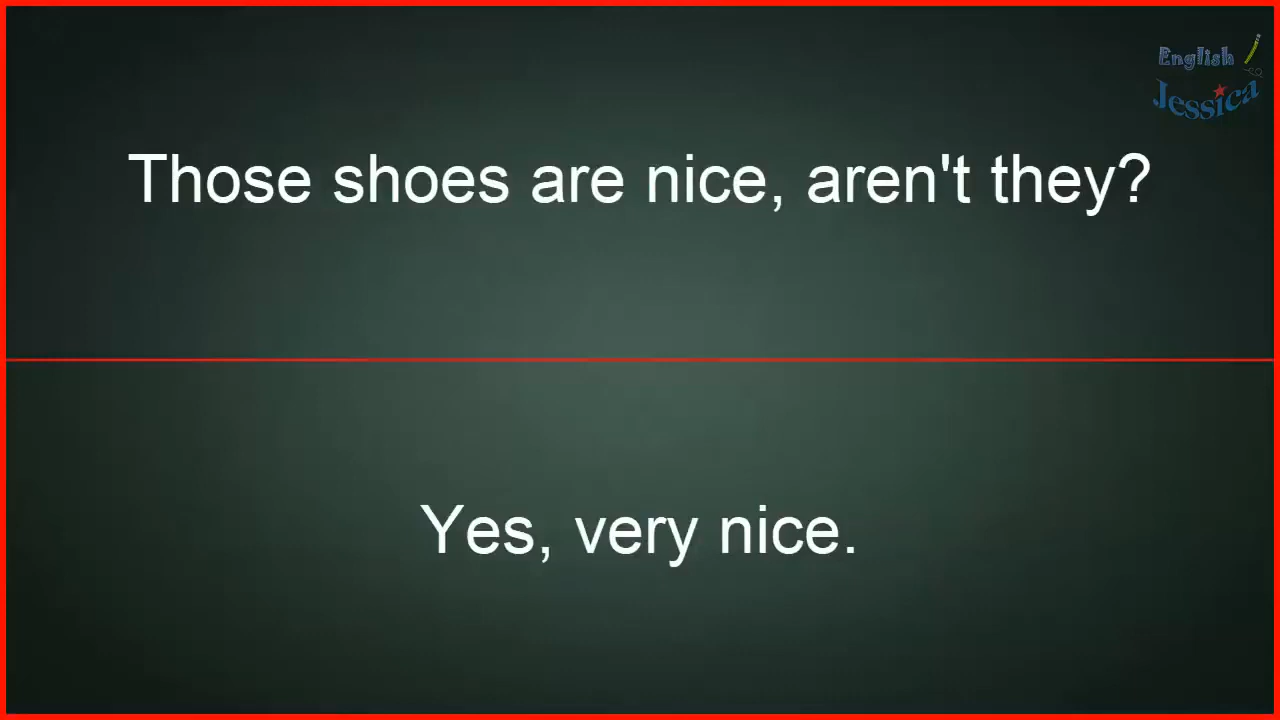 English
Jessica
Those shoes are nice, aren't they?
Yes, very nice.